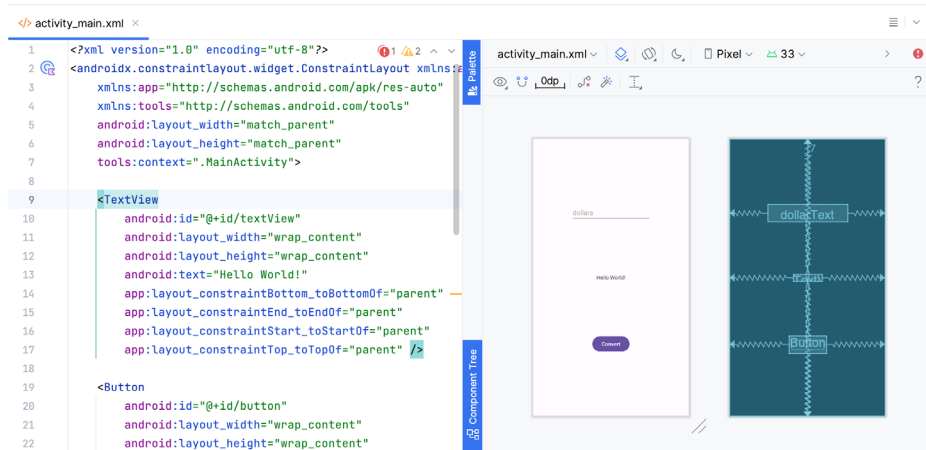 activity_main.xml
1 <?xml version="1.0" encoding="utf-8"?> 1 2
2 <androidx.constraintlayout.widget.ConstraintLayout xmlns:a
3 xmlns:app="http://schemas.android.com/apk/res-auto"
4 xmlns:tools="http://schemas.android.com/tools"
5 android:layout_width="match_parent"
6 android:layout_height="match_parent"
7 tools:context=".MainActivity">
8
9 <TextView
10 android:id="@+id/textView"
11 android:layout_width="wrap_content"
12 android:layout_height="wrap_content"
13 android:text="Hello World!"
14 app:layout_constraintBottom_toBottomOf="parent"
15 app:layout_constraintEnd_toEndOf="parent"
16 app:layout_constraintStart_toStartOf="parent"
17 app:layout_constraintTop_toTopOf="parent" />
18
19 <Button
20 android:id="@+id/button"
21 android:layout_width="wrap_content"
22 android:layout_height="wrap_content"
Palette
Component Tree
activity_main.xml Pixel 33
0dp ?
dollars
Hello World!
Convert
dollarText
Button